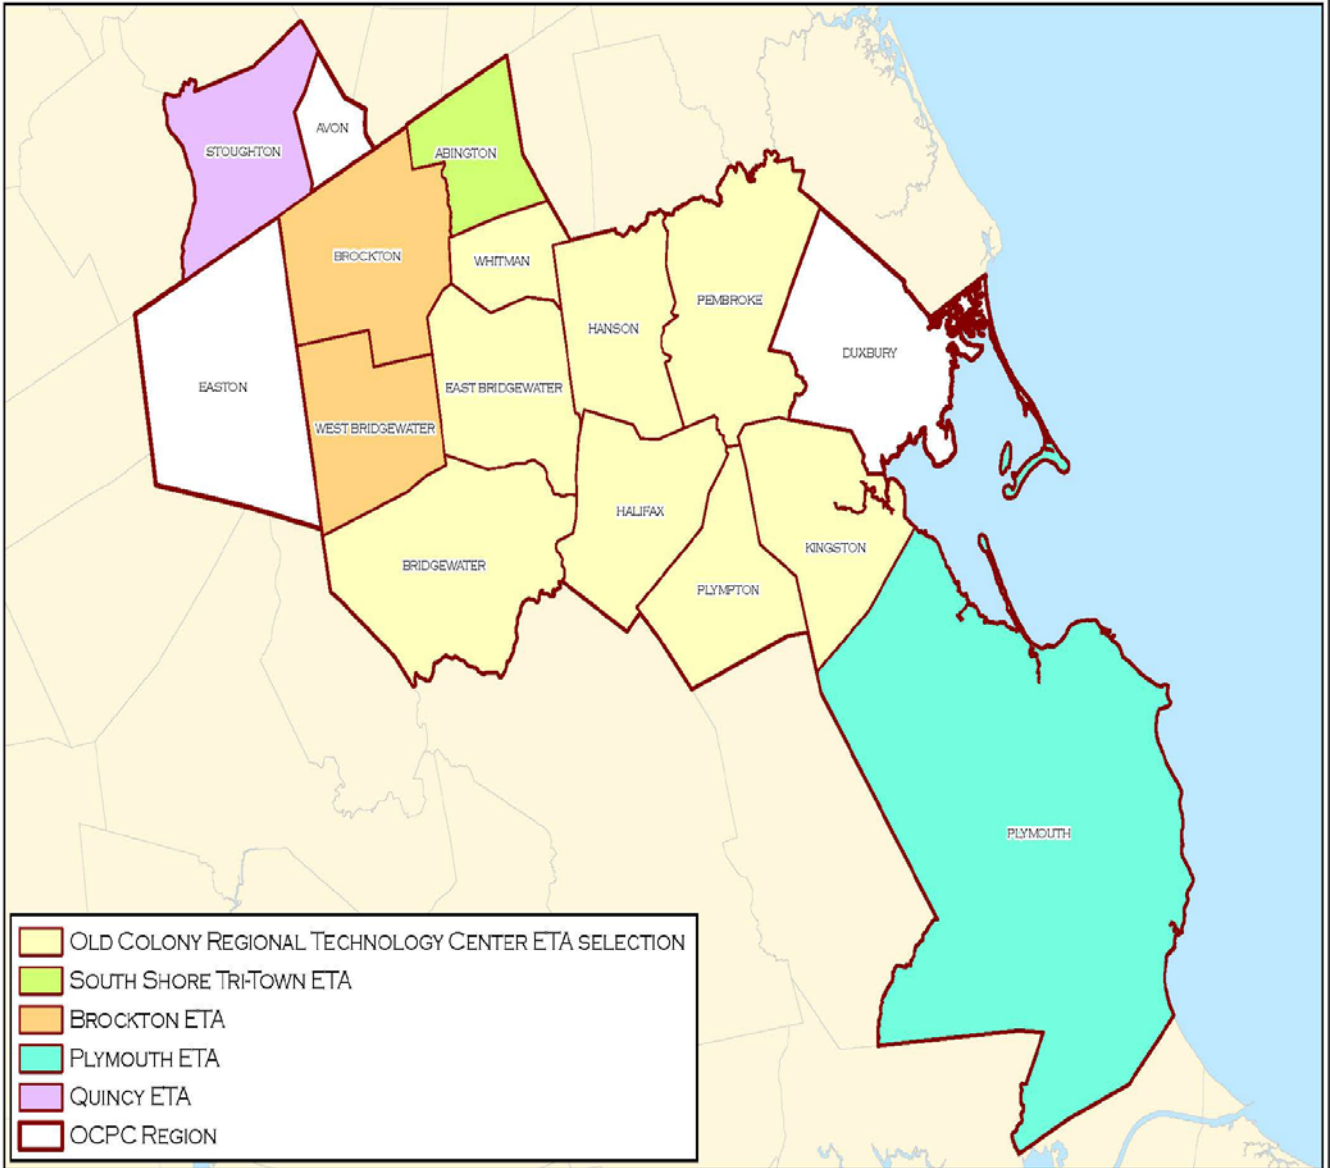 AVON
STOUGHTON
ABINGTON
BROCKTON
WHITMAN
PEMBROKE
HANSON
DUXBURY
EASTON
EAST BRIDGEWATER
WEST BRIDGEWATER
HALIFAX
KINGSTON
BRIDGEWATER
PLYMPTON
PLYMOUTH
OLD COLONY REGIONAL TECHNOLOGY CENTER ETA SELECTION
SOUTH SHORE TRI-TOWN ETA
BROCKTON ETA
PLYMOUTH ETA
QUINCY ETA
OCPC REGION